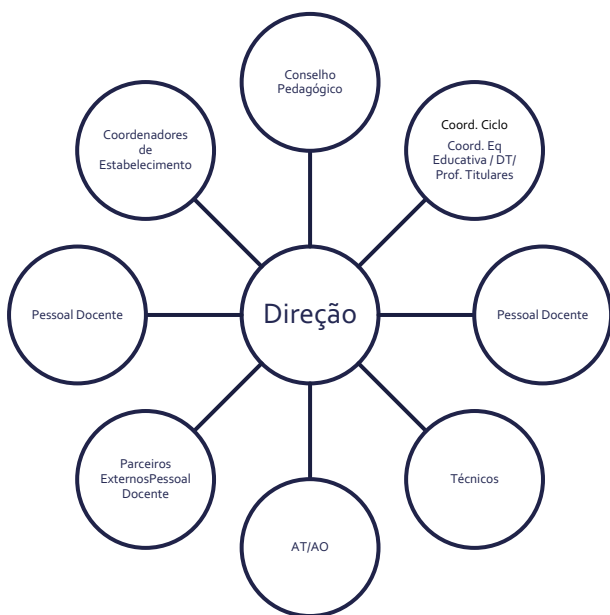 Conselho
Pedagógico
Coordenadores
de
Estabelecimento
Coord. Ciclo
Coord. Eq
Educativa / DT/
Prof. Titulares
Pessoal Docente
Direção
Pessoal Docente
Parceiros
ExternosPessoal
Docente
Técnicos
AT/AO